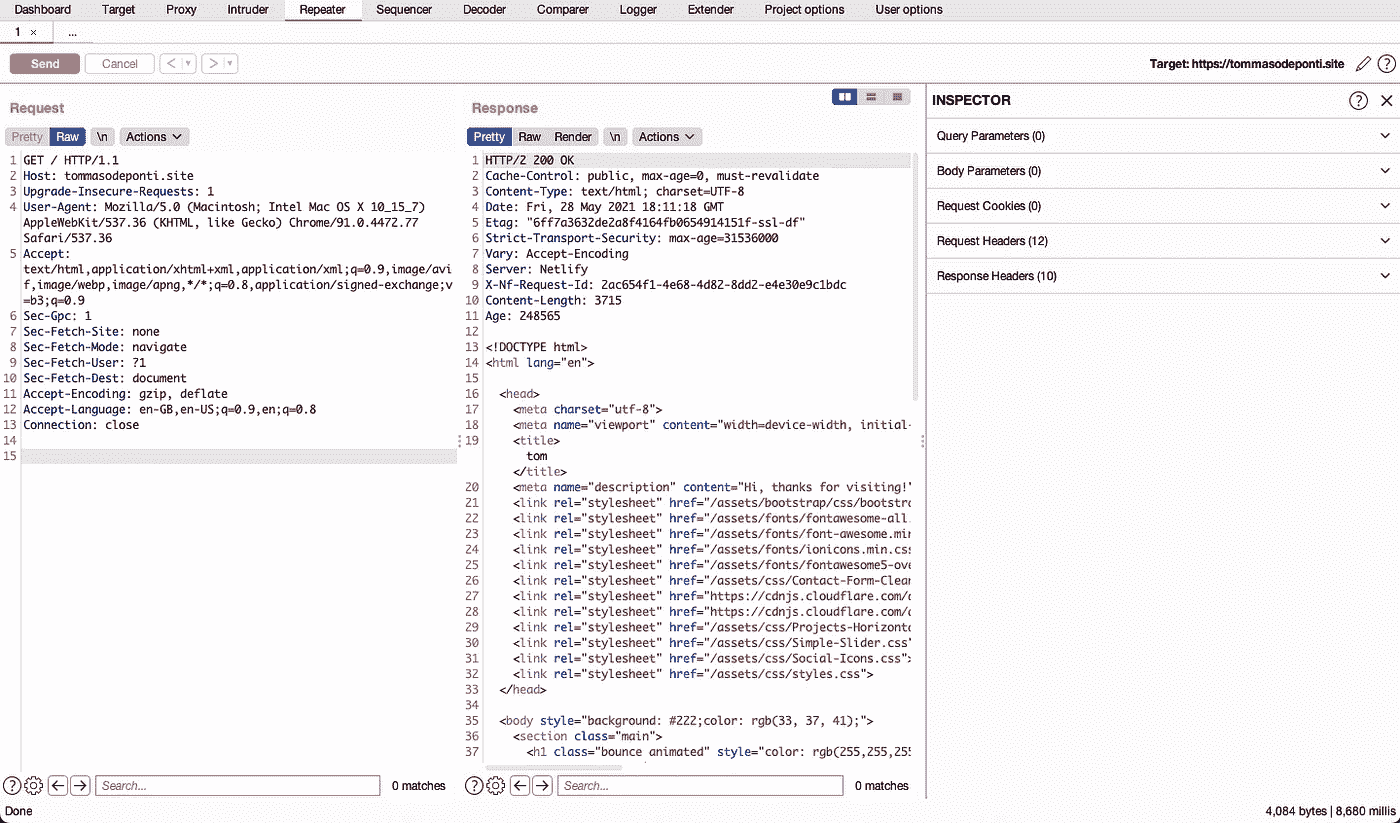 Dashboard Target Proxy Intruder Repeater Sequencer Decoder Comparer Logger Extender Project options User options
1 × ...
Send Cancel < > Target: https://tommasodeponti.site ?
Request
Pretty Raw \n Actions
1 GET / HTTP/1.1
2 Host: tommasodeponti.site
3 Upgrade-Insecure-Requests: 1
4 User-Agent: Mozilla/5.0 (Macintosh; Intel Mac OS X 10_15_7)
AppleWebKit/537.36 (KHTML, like Gecko) Chrome/91.0.4472.77
Safari/537.36
5 Accept:
text/html,application/xhtml+xml,application/xml;q=0.9,image/avi
f,image/webp,image/apng,*/*;q=0.8,application/signed-exchange;v
=b3;q=0.9
6 Sec-Gpc: 1
7 Sec-Fetch-Site: none
8 Sec-Fetch-Mode: navigate
9 Sec-Fetch-User: ?1
10 Sec-Fetch-Dest: document
11 Accept-Encoding: gzip, deflate
12 Accept-Language: en-GB,en-US;q=0.9,en;q=0.8
13 Connection: close
14
15
? Search... 0 matches
Response
Pretty Raw Render \n Actions
1 HTTP/2 200 OK
2 Cache-Control: public, max-age=0, must-revalidate
3 Content-Type: text/html; charset=UTF-8
4 Date: Fri, 28 May 2021 18:11:18 GMT
5 Etag: "6ff7a3632de2a8f4164fb0654914151f-ssl-df"
6 Strict-Transport-Security: max-age=31536000
7 Vary: Accept-Encoding
8 Server: Netlify
9 X-Nf-Request-Id: 2ac654f1-4e68-4d82-8dd2-e4e30e9c1bdc
10 Content-Length: 3715
11 Age: 248565
12
13 <!DOCTYPE html>
14 <html lang="en">
15
16 <head>
17 <meta charset="utf-8">
18 <meta name="viewport" content="width=device-width, initial-
19 <title>
tom
</title>
20 <meta name="description" content="Hi, thanks for visiting!"
21 <link rel="stylesheet" href="/assets/bootstrap/css/bootstra
22 <link rel="stylesheet" href="/assets/fonts/fontawesome-all.
23 <link rel="stylesheet" href="/assets/fonts/font-awesome.min
24 <link rel="stylesheet" href="/assets/fonts/ionicons.min.css
25 <link rel="stylesheet" href="/assets/fonts/fontawesome5-ove
26 <link rel="stylesheet" href="/assets/css/Contact-Form-Clean
27 <link rel="stylesheet" href="https://cdnjs.cloudflare.com/a
28 <link rel="stylesheet" href="https://cdnjs.cloudflare.com/a
29 <link rel="stylesheet" href="/assets/css/Projects-Horizonta
30 <link rel="stylesheet" href="/assets/css/Simple-Slider.css"
31 <link rel="stylesheet" href="/assets/css/Social-Icons.css">
32 <link rel="stylesheet" href="/assets/css/styles.css">
33 </head>
34
35 <body style="background: #222;color: rgb(33, 37, 41);">
36 <section class="main">
37 <h1 class="bounce animated" style="color: rgb(255,255,255
? Search... 0 matches
INSPECTOR ? ×
Query Parameters (0)
Body Parameters (0)
Request Cookies (0)
Request Headers (12)
Response Headers (10)
Done 4,084 bytes | 8,680 millis